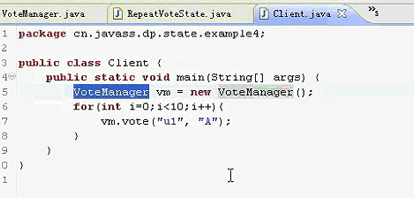 VoteManager.java RepeatVoteState.java Client.java 5
1 package cn.javass.dp.state.example4;
2
3 public class Client {
4 public static void main(String[] args) {
5 VoteManager vm = new VoteManager();
6 for(int i=0;i<10;i++){
7 vm.vote("u1", "A");
8 }
9 }
0 }
1